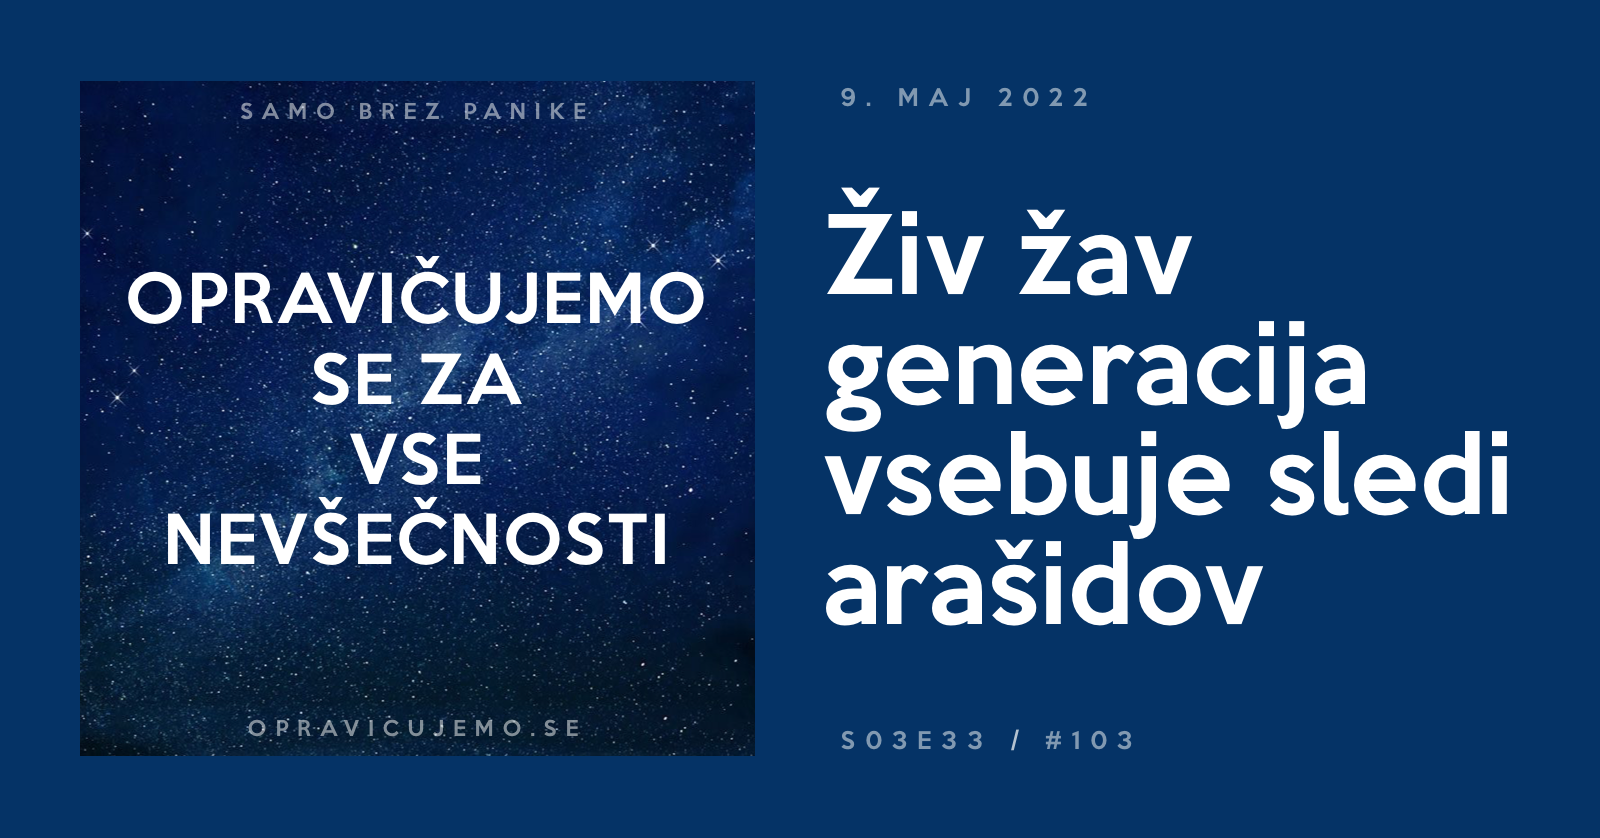 SAMO BREZ PANIKE
OPRAVIČUJEMO
SE ZA
VSE
NEVŠEČNOSTI
OPRAVICUJEMO.SE
9. MAJ 2022
Živ žav
generacija
vsebuje sledi
arašidov
S03E33 / #103